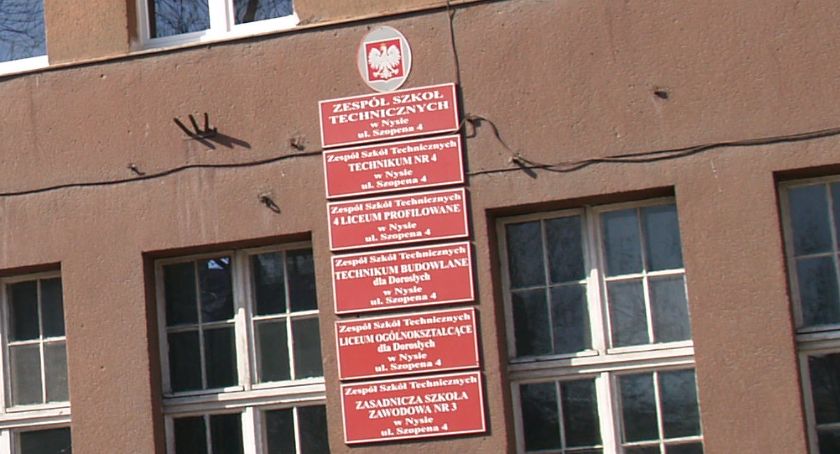 ZESPÓŁ SZKÓŁ
TECHNICZNYCH
w Nysie
ul. Szopena 4
Zespół Szkół Technicznych
TECHNIKUM NR 4
w Nysie
ul. Szopena 4
Zespół Szkół Technicznych
4 LICEUM PROFILOWANE
w Nysie
ul. Szopena 4
Zespół Szkół Technicznych
TECHNIKUM BUDOWLANE
dla Dorosłych
w Nysie
ul. Szopena 4
Zespół Szkół Technicznych
LICEUM OGÓLNOKSZTAŁCĄCE
dla Dorosłych
w Nysie
ul. Szopena 4
Zespół Szkół Technicznych
ZASADNICZA SZKOŁA
ZAWODOWA NR 3
w Nysie
ul. Szopena 4